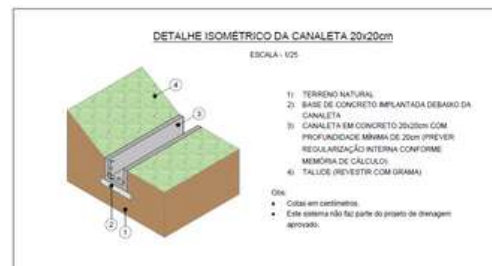 DETALHE ISOMÉTRICO DA CANALETA 20x20cm
ESCALA - 1/25
4
3
2
1
1) TERRENO NATURAL
2) BASE DE CONCRETO IMPLANTADA DEBAIXO DA
CANALETA
3) CANALETA EM CONCRETO 20x20cm COM
PROFUNDIDADE MÍNIMA DE 20cm (PREVER
REGULARIZAÇÃO INTERNA CONFORME
MEMÓRIA DE CÁLCULO)
4) TALUDE (REVESTIR COM GRAMA)
Obs:
• Cotas em centímetros.
• Este sistema não faz parte do projeto de drenagem
aprovado.